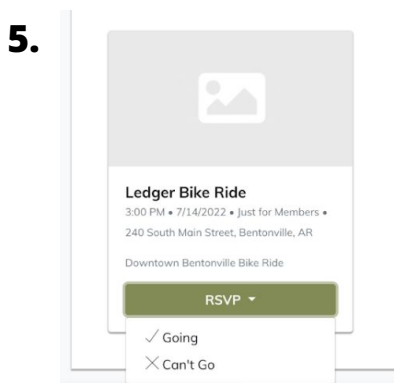 5.
Ledger Bike Ride
3:00 PM • 7/14/2022 • Just for Members •
240 South Main Street, Bentonville, AR
Downtown Bentonville Bike Ride
RSVP
Going
Can't Go